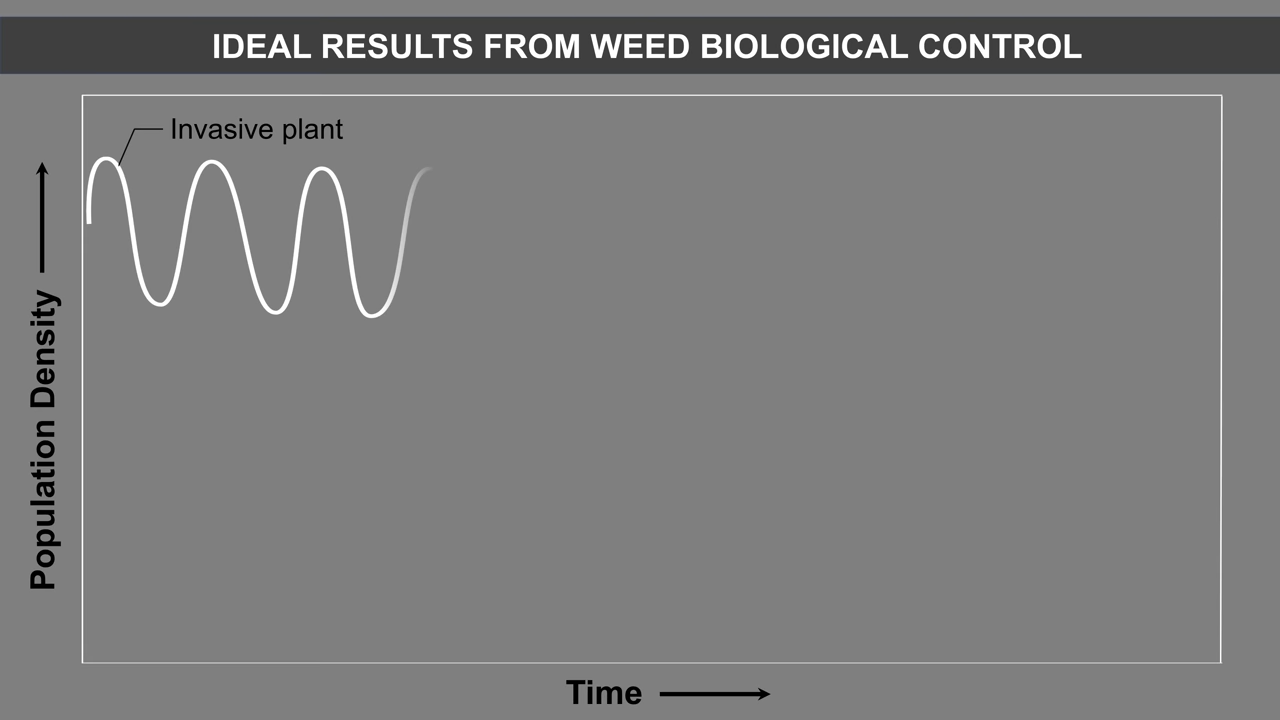 IDEAL RESULTS FROM WEED BIOLOGICAL CONTROL
Invasive plant
Population Density
Time